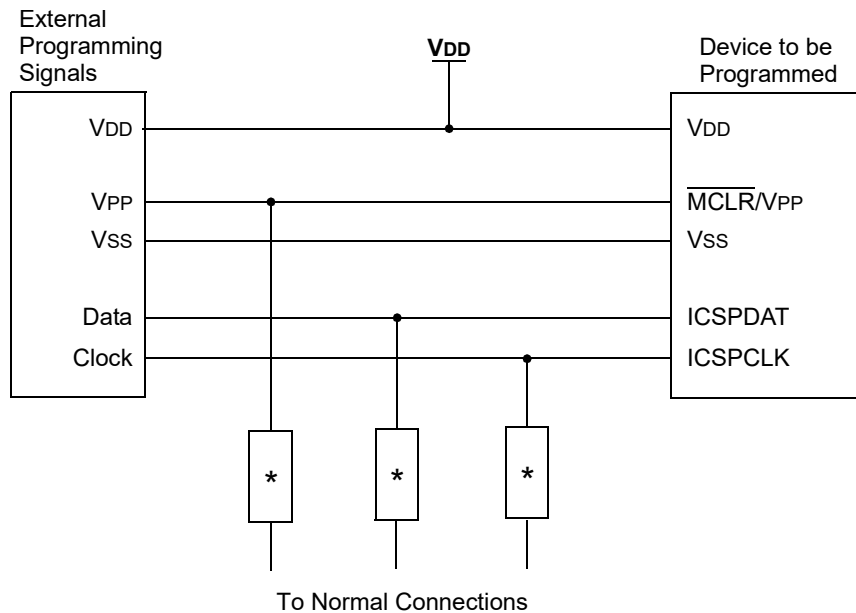 External
Programming
Signals
VDD
Device to be
Programmed
VDD
VDD
VPP
MCLR/VPP
VSS
VSS
Data
ICSPDAT
Clock
ICSPCLK
* * *
To Normal Connections